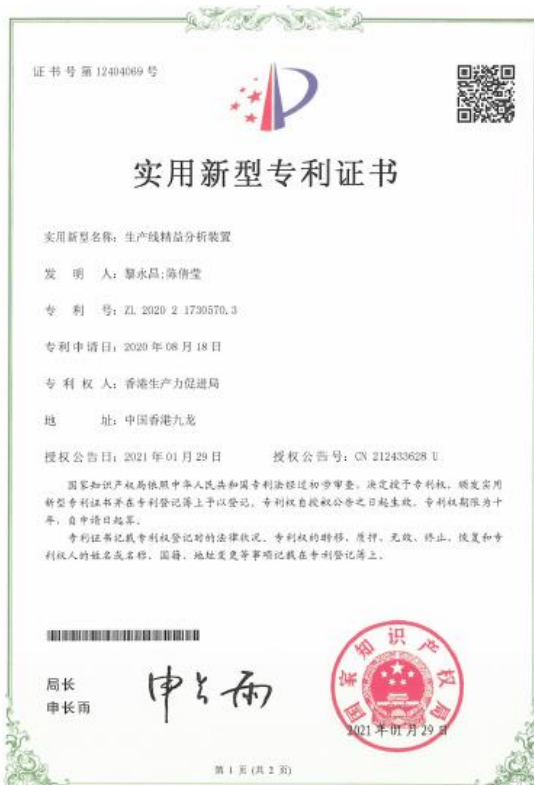 证书号第12404069号
实用新型专利证书
实用新型名称：生产线精益分析装置
发明人：黎永昌;陈倩莹
专利号：ZL 2020 2 1730570.3
专利申请日：2020年08月18日
专利权人：香港生产力促进局
地址：中国香港九龙
授权公告日：2021年01月29日 授权公告号：CN 212433628 U
国家知识产权局依照中华人民共和国专利法经过初步审查，决定授予专利权，颁发实用
新型专利证书并在专利登记簿上予以登记。专利权自授权公告之日起生效。专利权期限为十
年，自申请日起算。
专利证书记载专利权登记时的法律状况。专利权的转移、质押、无效、终止、恢复和专
利权人的姓名或名称、国籍、地址变更等事项记载在专利登记簿上。
局长
申长雨
申长雨
国家知识产权局
2021年01月29日
第1页(共2页)